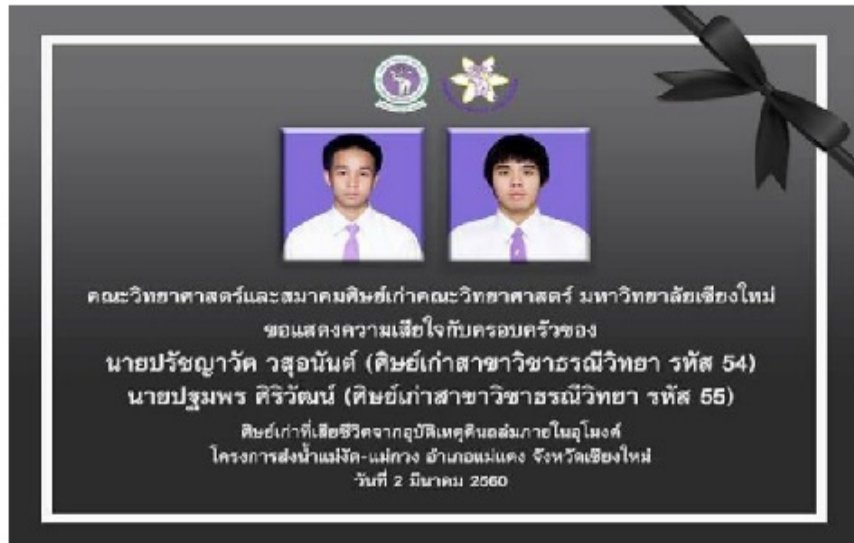 คณะวิทยาศาสตร์และสมาคมศิษย์เก่าคณะวิทยาศาสตร์ มหาวิทยาลัยเชียงใหม่
ขอแสดงความเสียใจกับครอบครัวของ
นายปรัชญาวัต วสุอนันต์ (ศิษย์เก่าสาขาวิชาธรณีวิทยา รหัส 54)
นายปฐมพร ศิริวัฒน์ (ศิษย์เก่าสาขาวิชาธรณีวิทยา รหัส 55)
ศิษย์เก่าที่เสียชีวิตจากอุบัติเหตุดินถล่มภายในอุโมงค์
โครงการส่งน้ำแม่งัด-แม่กวง อำเภอแม่แตง จังหวัดเชียงใหม่
วันที่ 2 มีนาคม 2560